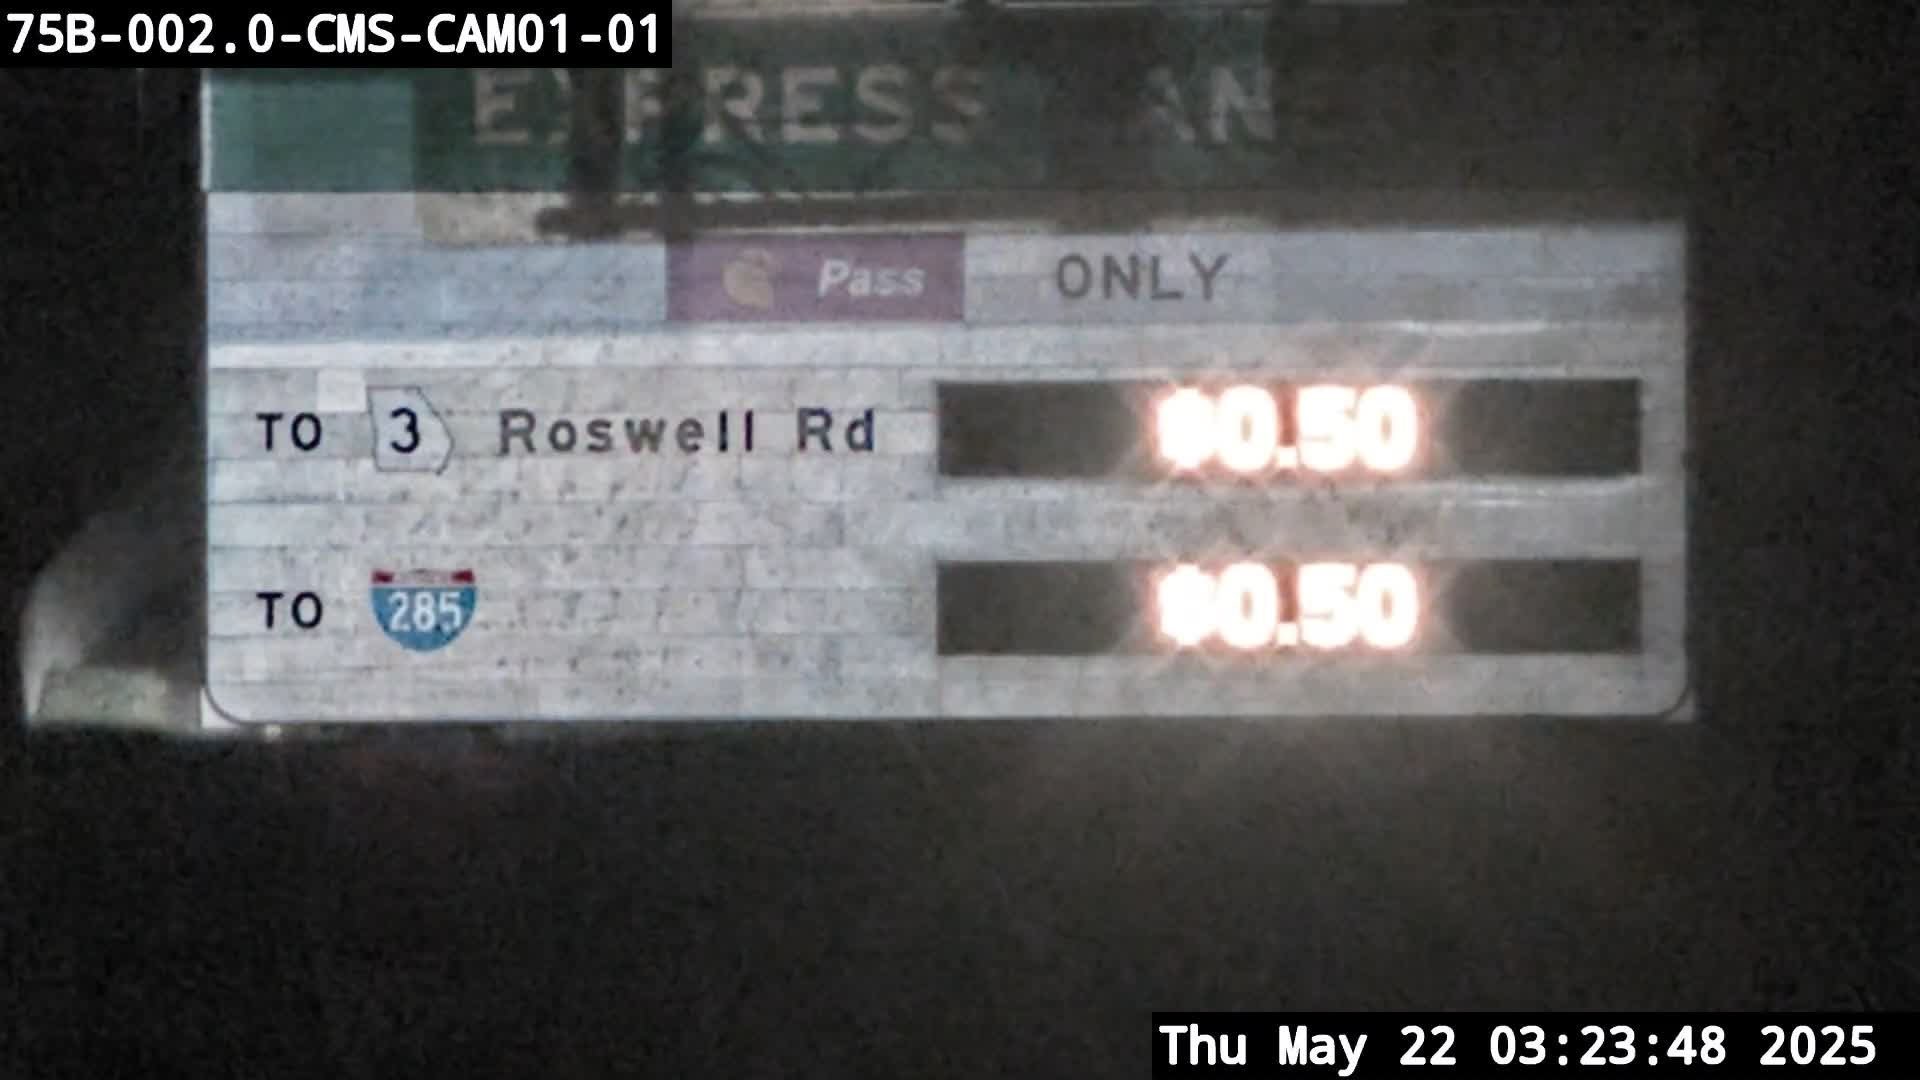 75B-002.0-CMS-CAM01-01
EXPRESS
Pass ONLY
TO 3 Roswell Rd $0.50
TO 285 $0.50
Thu May 22 03:23:48 2025